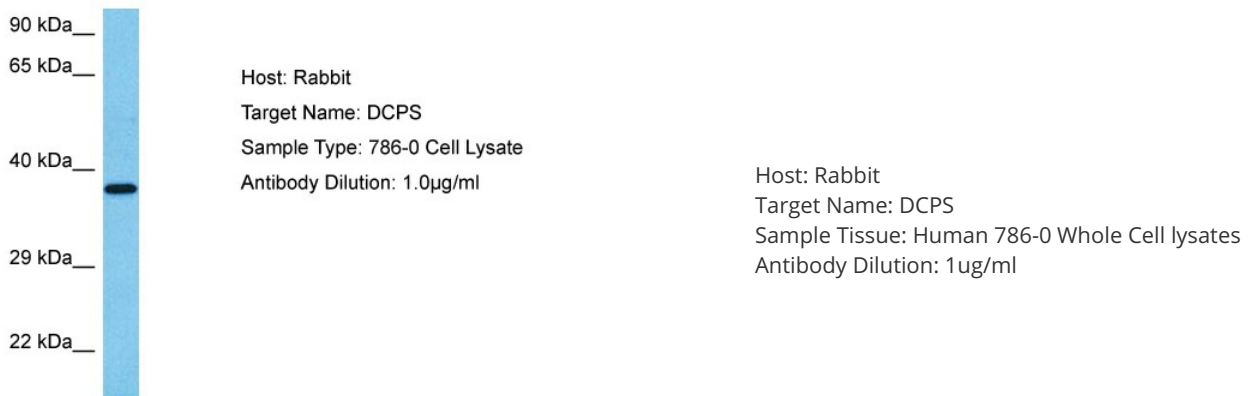 90 kDa__
65 kDa__
40 kDa__
29 kDa__
22 kDa__
Host: Rabbit
Target Name: DCPS
Sample Type: 786-0 Cell Lysate
Antibody Dilution: 1.0µg/ml
Host: Rabbit
Target Name: DCPS
Sample Tissue: Human 786-0 Whole Cell lysates
Antibody Dilution: 1ug/ml